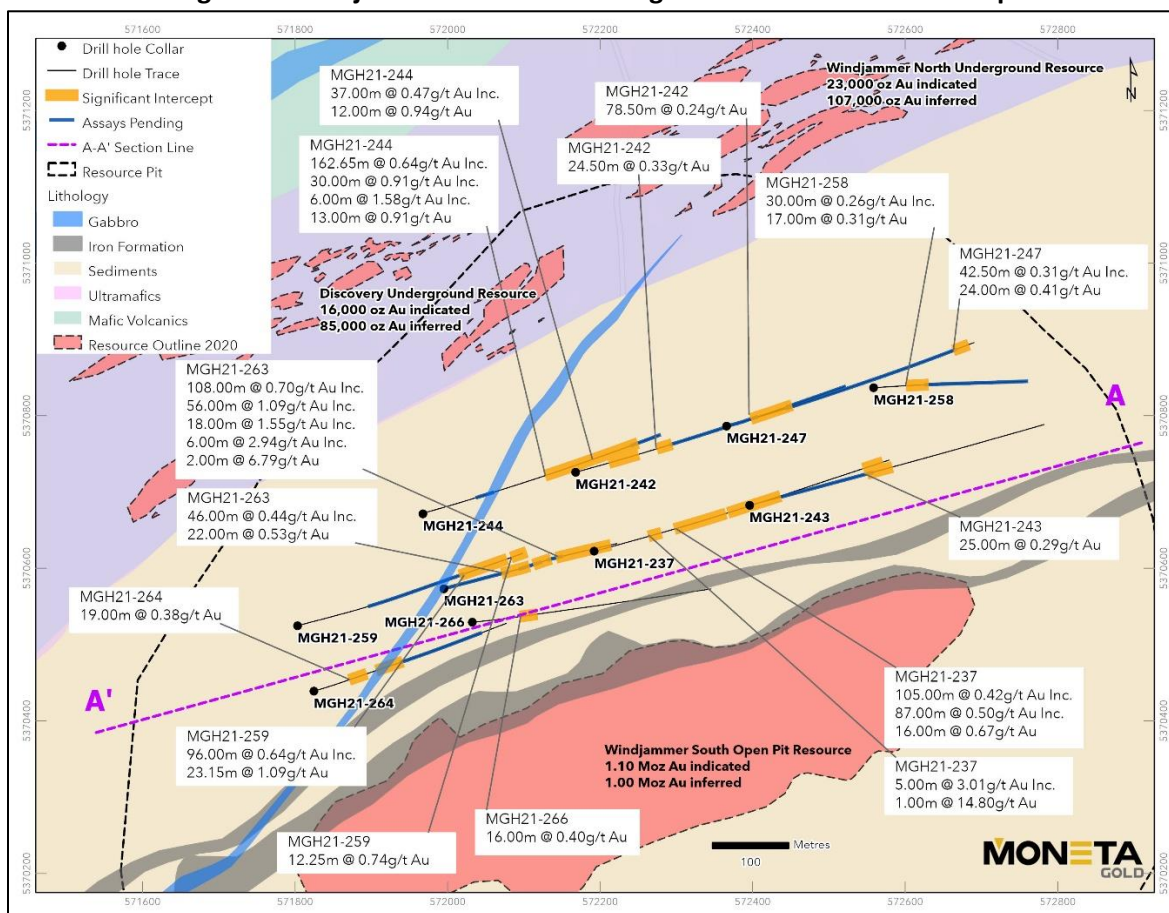 571600 571800 572000 572200 572400 572600 572800
Drill hole Collar
Drill hole Trace
Significant Intercept
Assays Pending
A-A' Section Line
Resource Pit
Lithology
Gabbro
Iron Formation
Sediments
Ultramafics
Mafic Volcanics
Resource Outline 2020
MGH21-244
37.00m @ 0.47g/t Au Inc.
12.00m @ 0.94g/t Au
MGH21-244
162.65m @ 0.64g/t Au Inc.
30.00m @ 0.91g/t Au Inc.
6.00m @ 1.58g/t Au Inc.
13.00m @ 0.91g/t Au
MGH21-242
78.50m @ 0.24g/t Au
MGH21-242
24.50m @ 0.33g/t Au
Windjammer North Underground Resource
23,000 oz Au indicated
107,000 oz Au inferred
N
MGH21-258
30.00m @ 0.26g/t Au Inc.
17.00m @ 0.31g/t Au
MGH21-247
42.50m @ 0.31g/t Au Inc.
24.00m @ 0.41g/t Au
Discovery Underground Resource
16,000 oz Au indicated
85,000 oz Au inferred
MGH21-263
108.00m @ 0.70g/t Au Inc.
56.00m @ 1.09g/t Au Inc.
18.00m @ 1.55g/t Au Inc.
6.00m @ 2.94g/t Au Inc.
2.00m @ 6.79g/t Au
MGH21-263
46.00m @ 0.44g/t Au Inc.
22.00m @ 0.53g/t Au
MGH21-258
A
MGH21-247
MGH21-242
MGH21-244
MGH21-243
MGH21-237
MGH21-243
25.00m @ 0.29g/t Au
MGH21-264
19.00m @ 0.38g/t Au
MGH21-263
MGH21-266
MGH21-259
MGH21-264
A'
MGH21-259
96.00m @ 0.64g/t Au Inc.
23.15m @ 1.09g/t Au
MGH21-237
105.00m @ 0.42g/t Au Inc.
87.00m @ 0.50g/t Au Inc.
16.00m @ 0.67g/t Au
Windjammer South Open Pit Resource
1.10 Moz Au indicated
1.00 Moz Au inferred
MGH21-237
5.00m @ 3.01g/t Au Inc.
1.00m @ 14.80g/t Au
MGH21-266
16.00m @ 0.40g/t Au
MGH21-259
12.25m @ 0.74g/t Au
Metres
100
MONETA
GOLD
571600 571800 572000 572200 572400 572600 572800
5371200
5371000
5370800
5370600
5370400
5370200
5371200
5371000
5370800
5370600
5370400
5370200